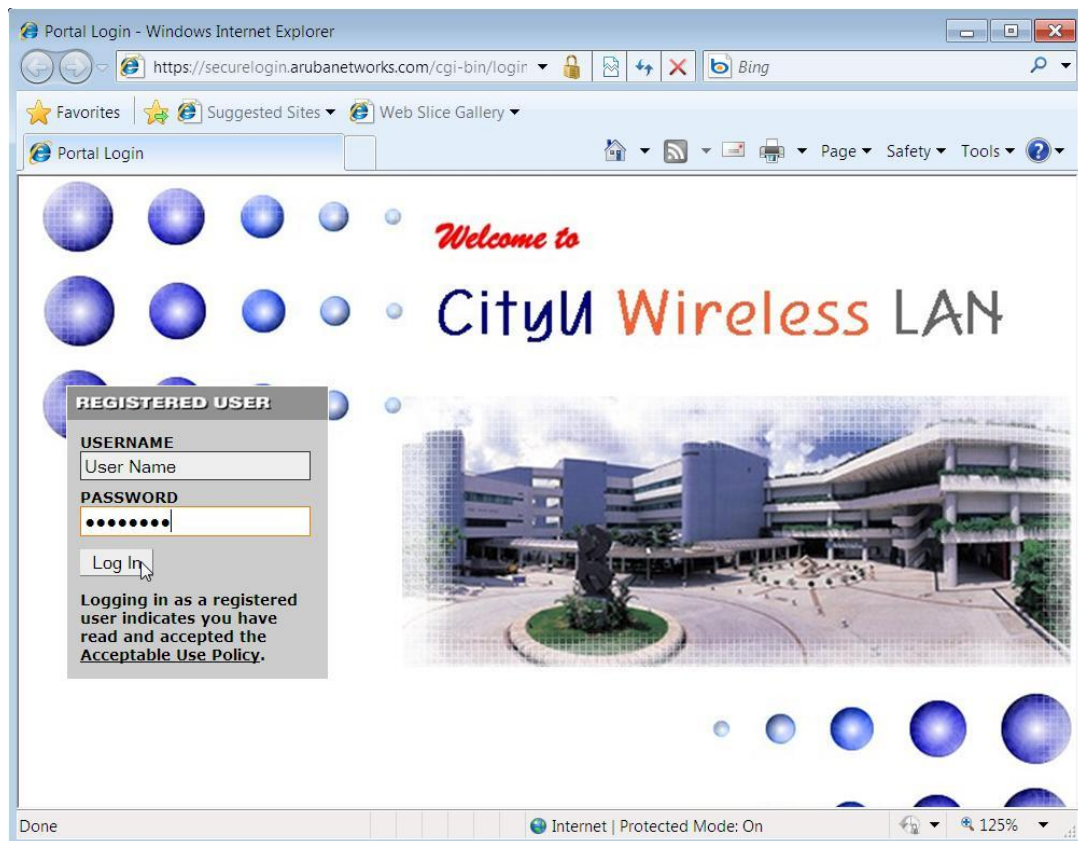 Portal Login - Windows Internet Explorer
https://securelogin.arubanetworks.com/cgi-bin/login
Bing
Favorites
Suggested Sites
Web Slice Gallery
Portal Login
Page
Safety
Tools
Welcome to
CityU Wireless LAN
REGISTERED USER
USERNAME
User Name
PASSWORD
••••••••
Log In
Logging in as a registered
user indicates you have
read and accepted the
Acceptable Use Policy.
Done
Internet | Protected Mode: On
125%